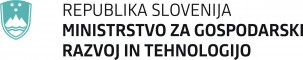 REPUBLIKA SLOVENIJA
MINISTRSTVO ZA GOSPODARSKI
RAZVOJ IN TEHNOLOGIJO